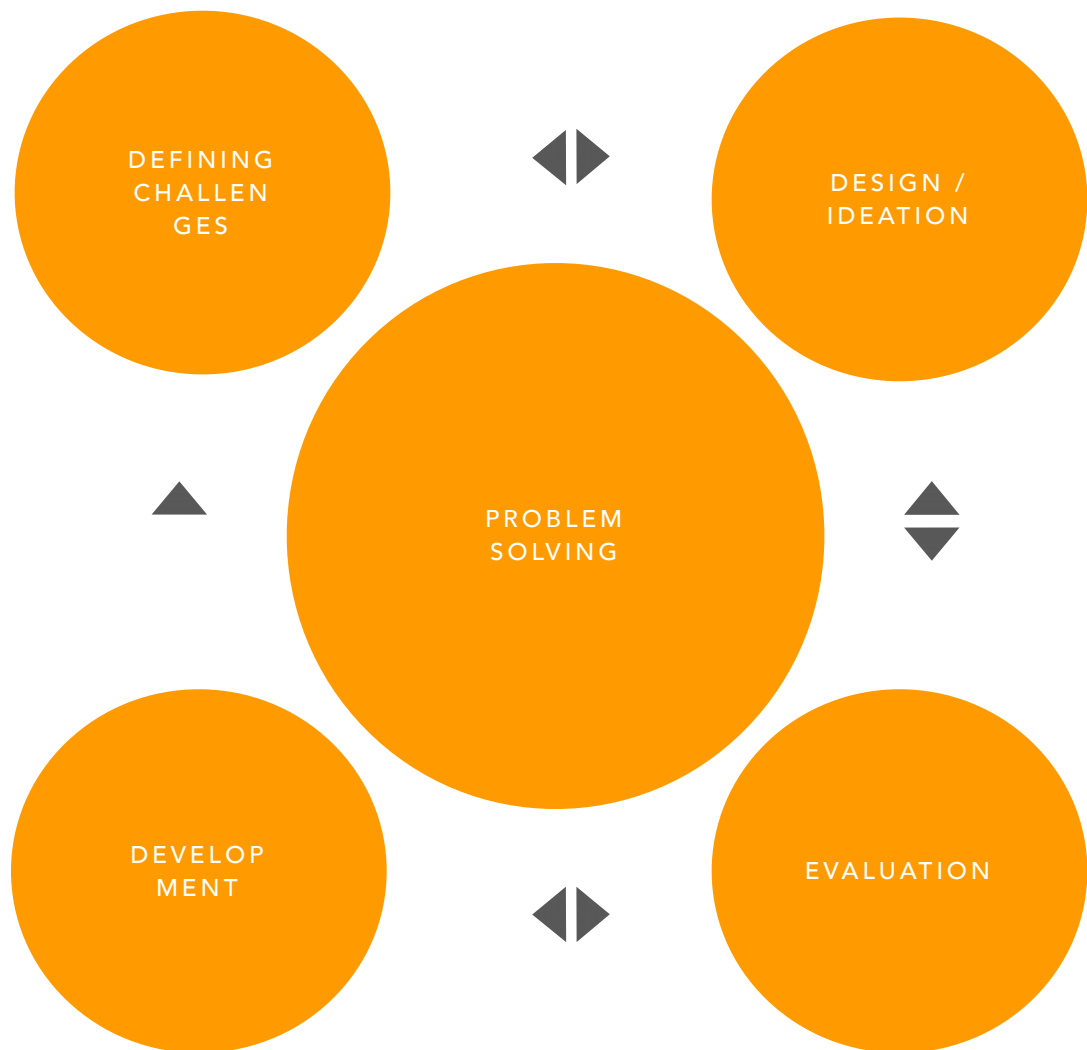 DEFINING
CHALLEN
GES
DESIGN /
IDEATION
PROBLEM
SOLVING
DEVELOP
MENT
EVALUATION